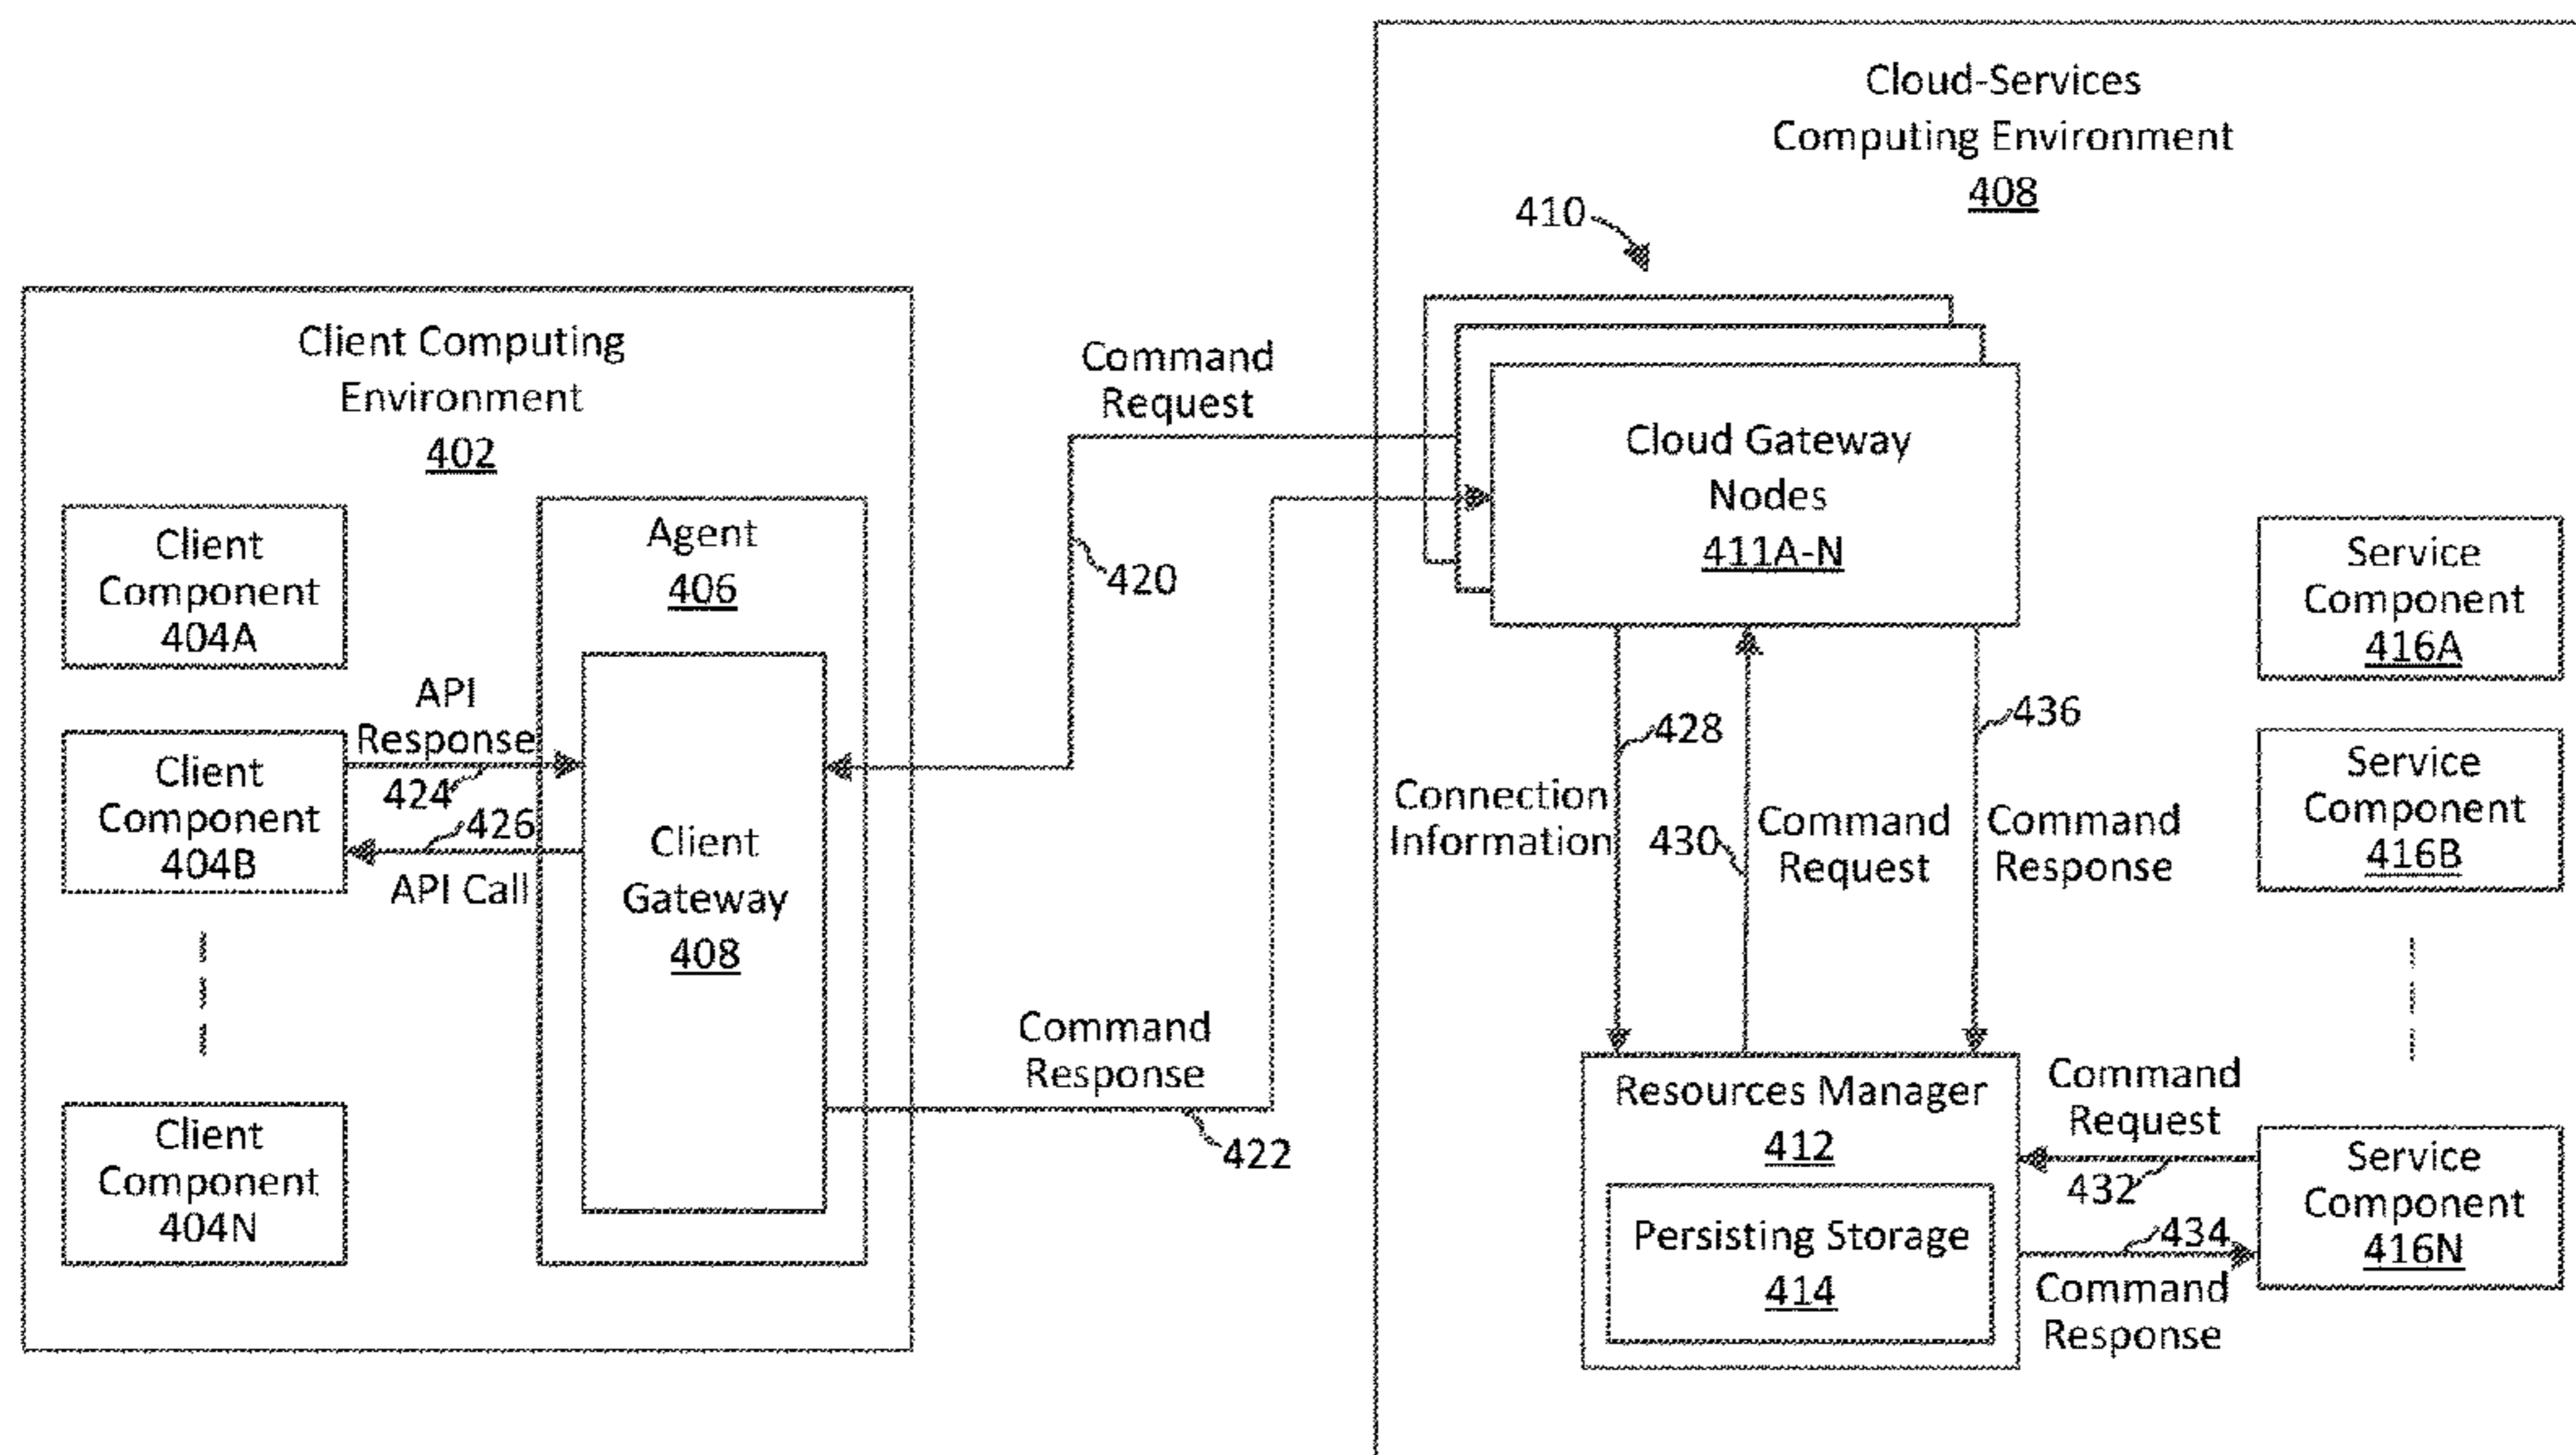 Cloud-Services
Computing Environment
408
410
Client Computing
Environment
402
Command
Request
Cloud Gateway
Nodes
411A-N
Agent
406
Client
Component
404A
420
Service
Component
416A
API
Response
424
Client
Component
404B
426
API Call
Client
Gateway
408
428
436
Connection
Information
430
Command
Request
Command
Response
Service
Component
416B
Command
Response
422
Client
Component
404N
Resources Manager
412
Persisting Storage
414
Command
Request
432
434
Command
Response
Service
Component
416N